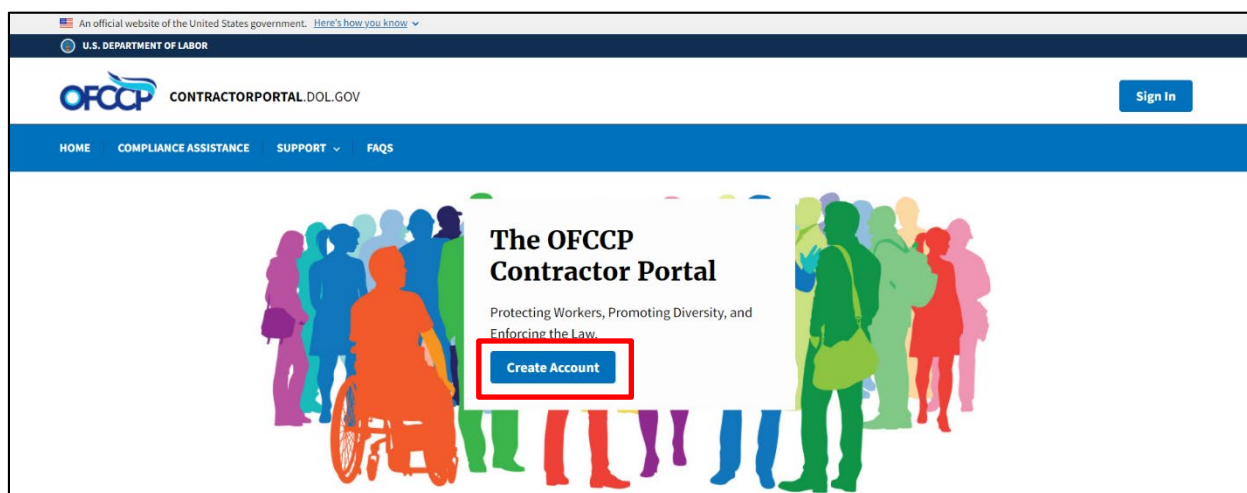 An official website of the United States government. Here's how you know
U.S. DEPARTMENT OF LABOR
OFCCP CONTRACTORPORTAL.DOL.GOV
Sign In
HOME COMPLIANCE ASSISTANCE SUPPORT FAQS
The OFCCP
Contractor Portal
Protecting Workers, Promoting Diversity, and
Enforcing the Law.
Create Account